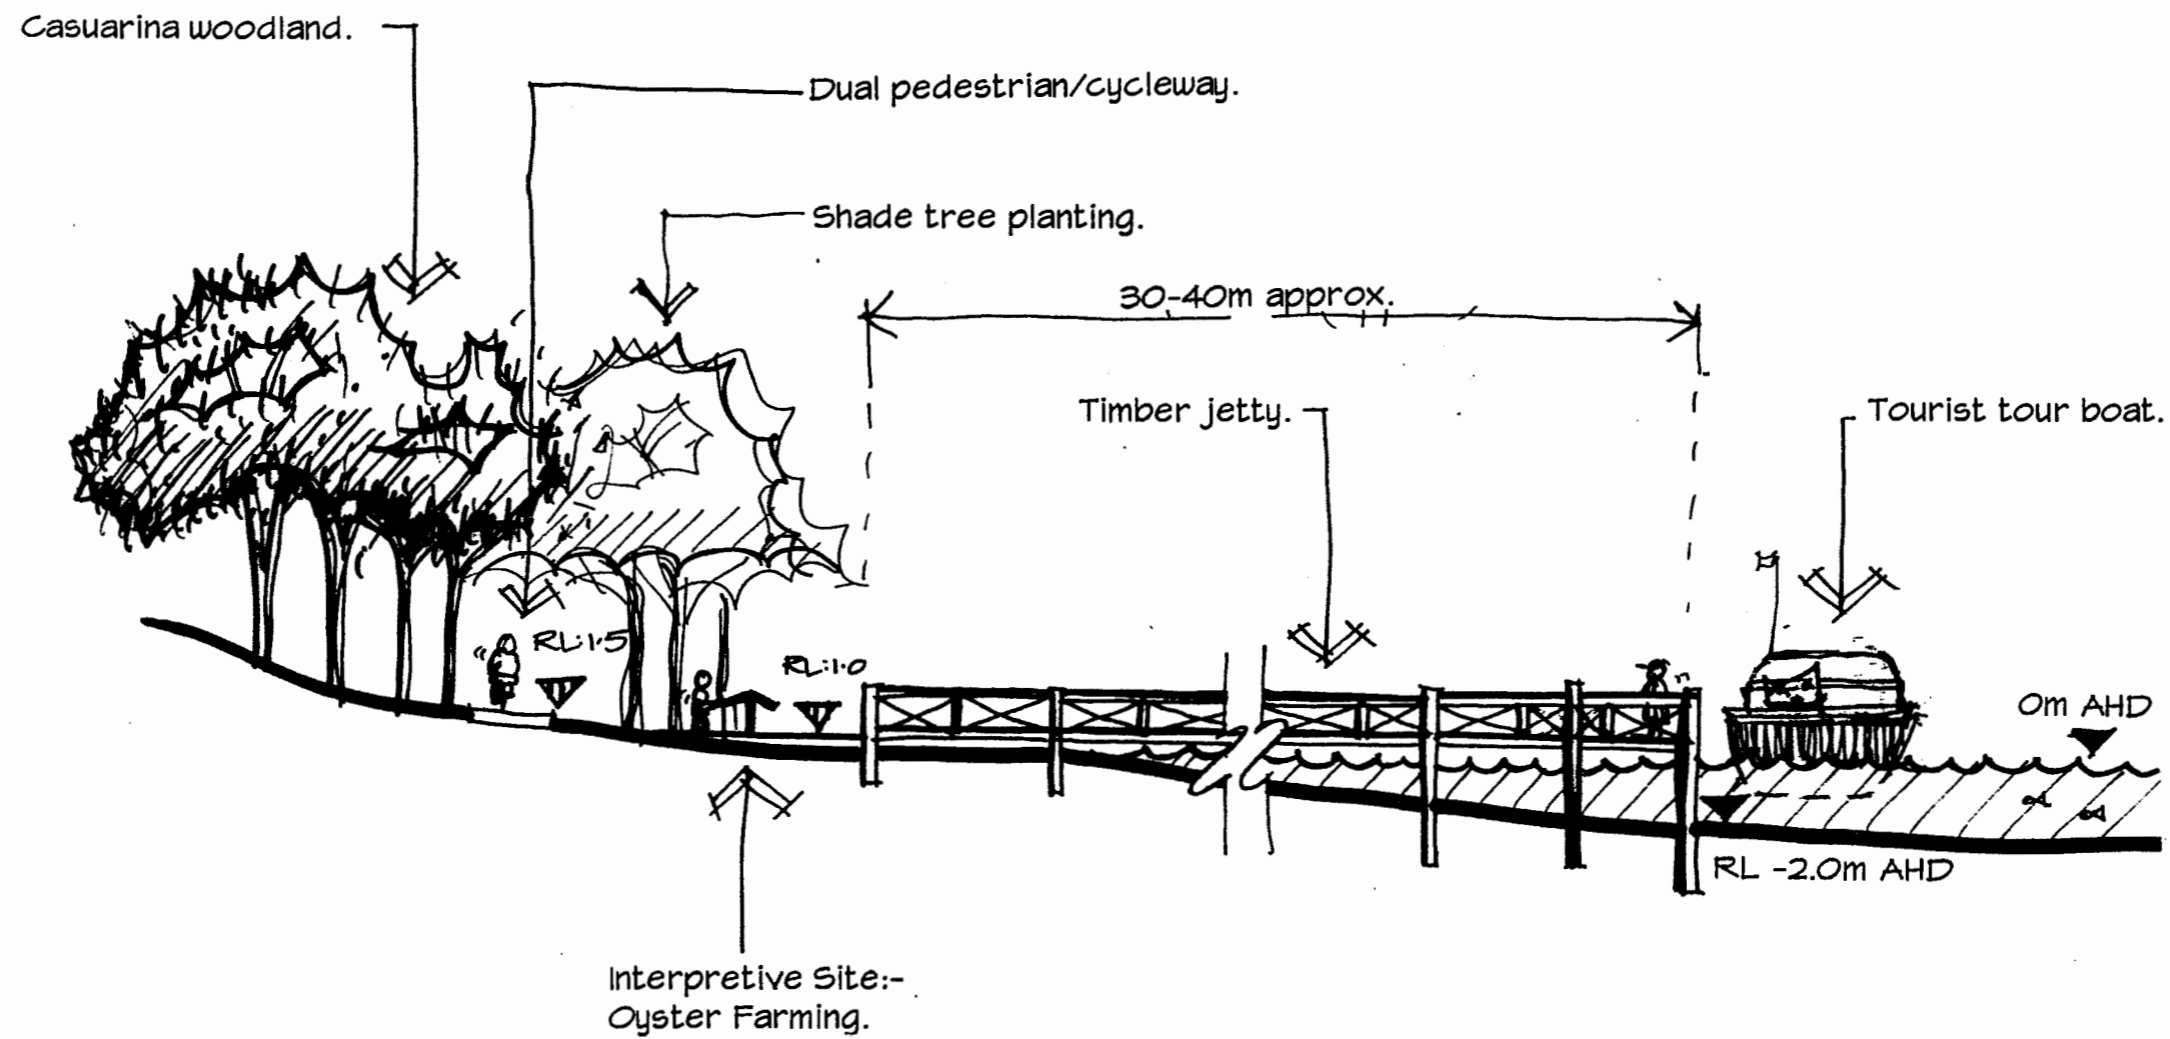 Casuarina woodland.
Dual pedestrian/cycleway.
Shade tree planting.
30-40m approx.
Timber jetty.
Tourist tour boat.
RL:1.5
RL:1.0
0m AHD
RL -2.0m AHD
Interpretive Site:-
Oyster Farming.